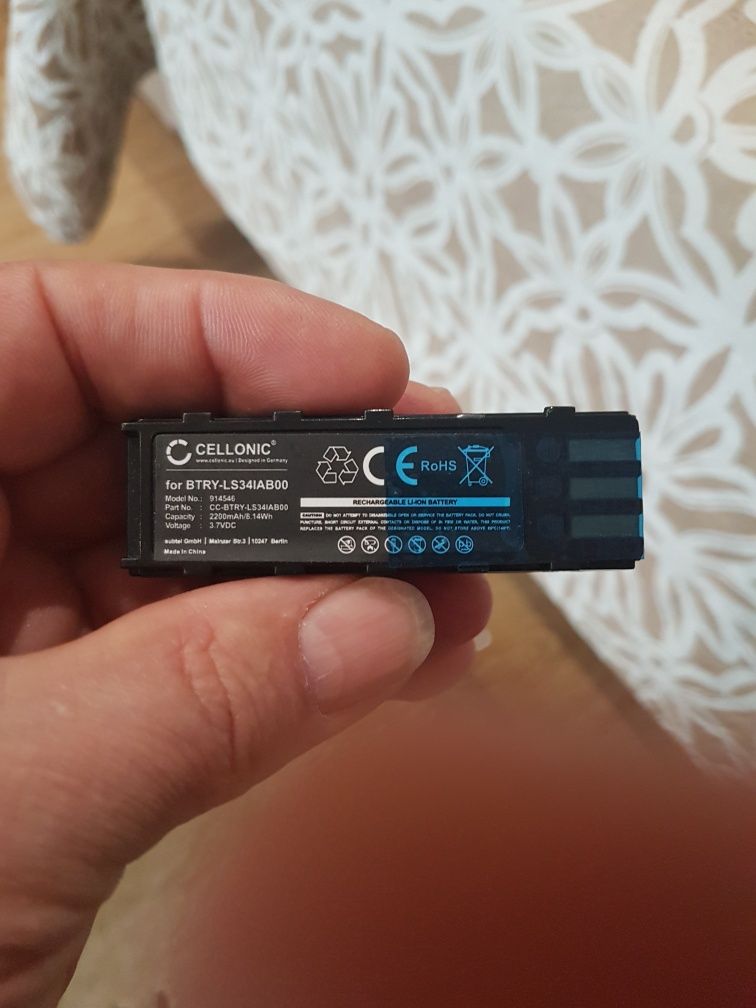 CELLONIC®
www.cellonic.eu | Designed in Germany
for BTRY-LS34IAB00
Model No.: 914546
Part No. : CC-BTRY-LS34IAB00
Capacity : 2200mAh/8.14Wh
Voltage : 3.7VDC
subtel GmbH | Mainzer Str.3 | 10247 Berlin
Made in China
CE RoHS
RECHARGEABLE LI-ION BATTERY
CAUTION DO NOT ATTEMPT TO DISASSEMBLE OPEN OR SERVICE THE BATTERY PACK, DO NOT CRUSH,
PUNCTURE, SHORT CIRCUIT EXTERNAL CONTACTS OR DISPOSE OF IN FIRE OR WATER, THIS PRODUCT
REPLACES THE BATTERY PACK OF THE DESIGNATED MODEL. DO NOT STORE ABOVE 60°C(140°F).